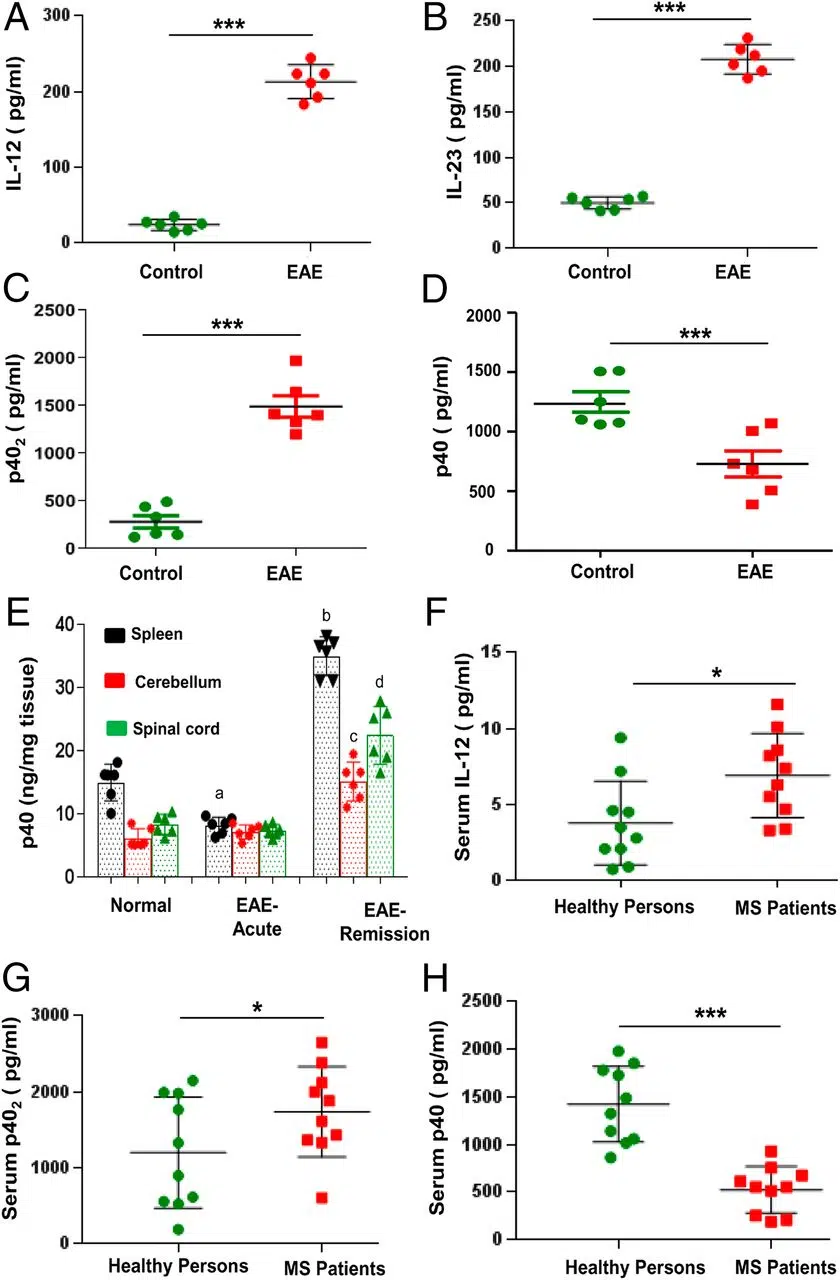 A
IL-12 ( pg/ml)
300
200
100
0
***
Control
EAE
B
IL-23 ( pg/ml)
250
200
150
100
50
0
***
Control
EAE
C
p40₂ ( pg/ml)
2500
2000
1500
1000
500
0
***
Control
EAE
D
p40 ( pg/ml)
2000
1500
1000
500
0
***
Control
EAE
E
p40 (ng/mg tissue)
40
30
20
10
0
Spleen
Cerebellum
Spinal cord
a
b
c
d
Normal
EAE-
Acute
EAE-
Remission
F
Serum IL-12 ( pg/ml)
15
10
5
0
*
Healthy Persons
MS Patients
G
Serum p40₂ ( pg/ml)
3000
2000
1000
0
*
Healthy Persons
MS Patients
H
Serum p40 ( pg/ml)
2500
2000
1500
1000
500
0
***
Healthy Persons
MS Patients